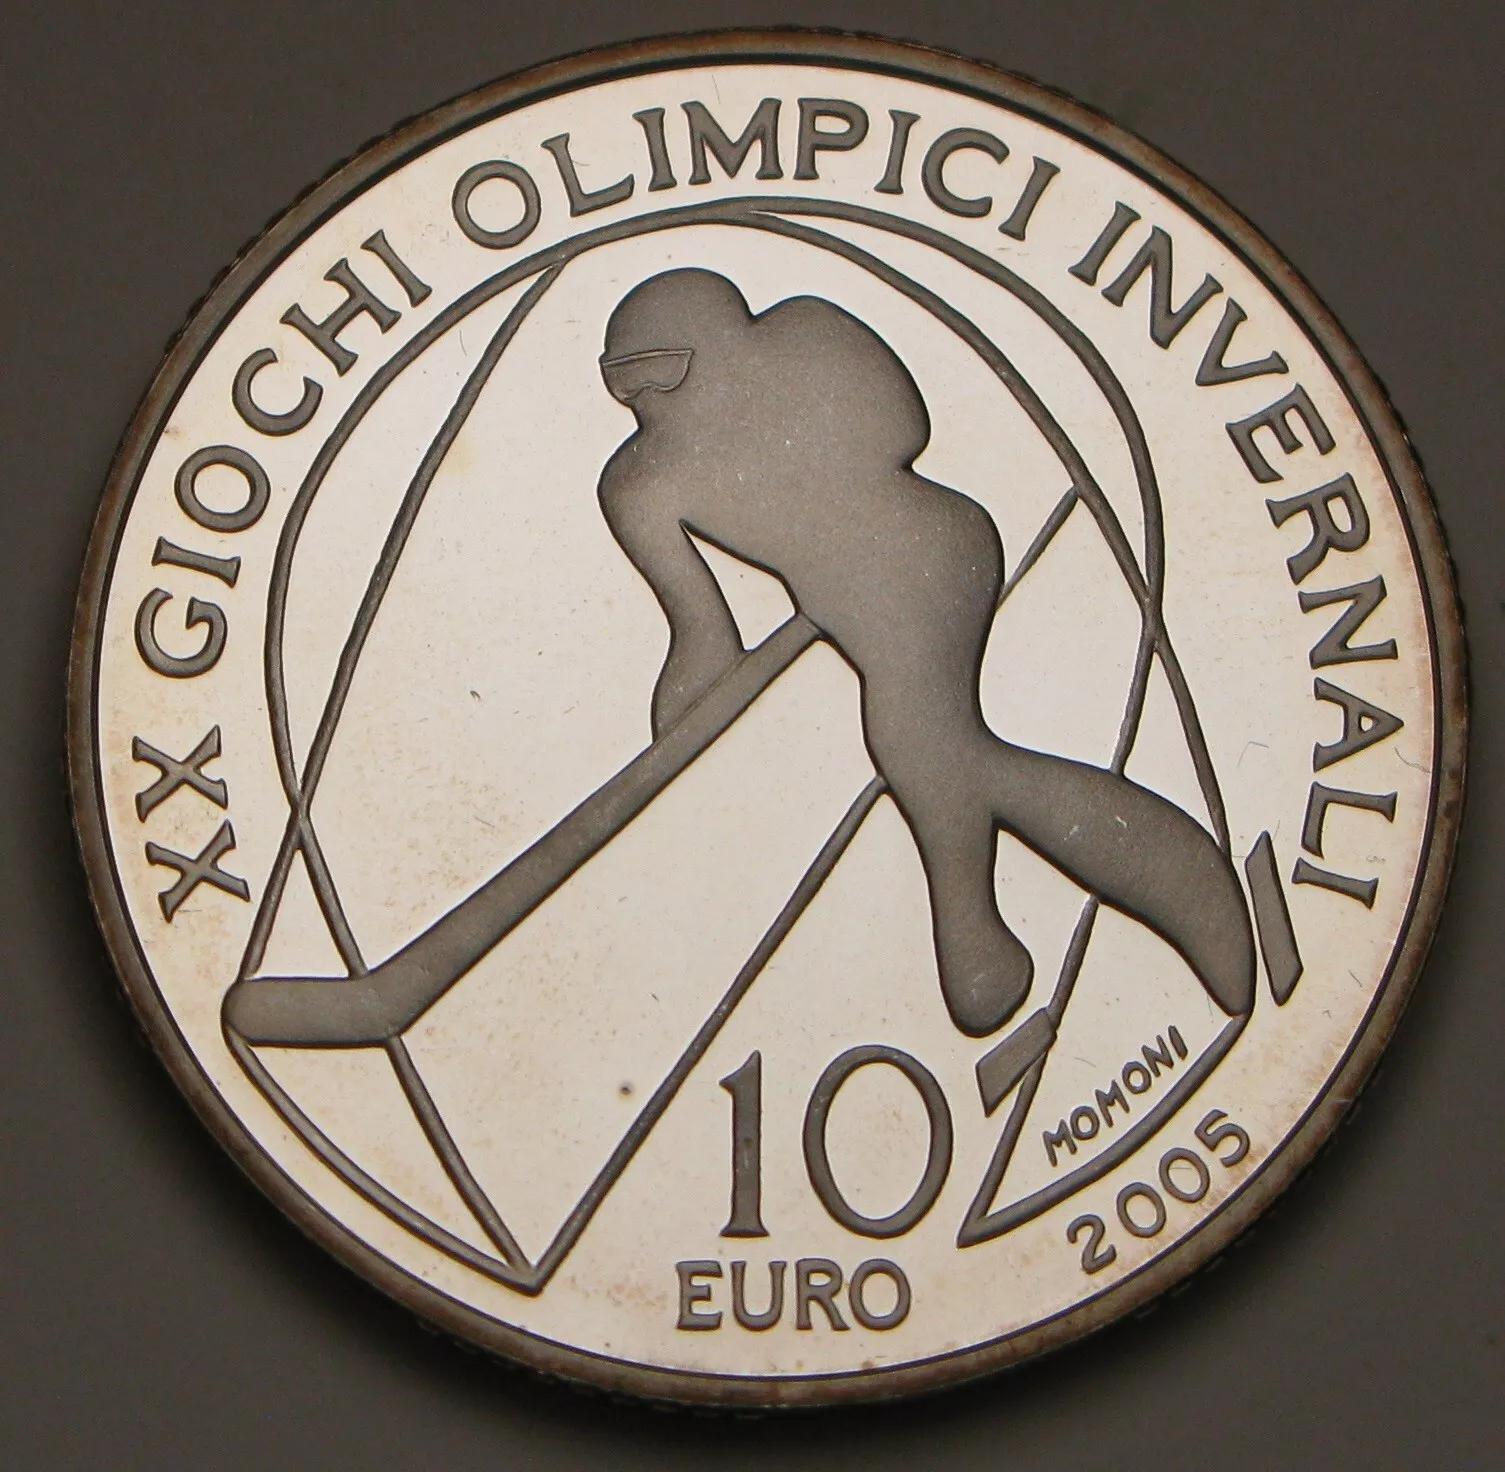 XX GIOCHI OLIMPICI INVERNALI
10
EURO
MOMONI
2005